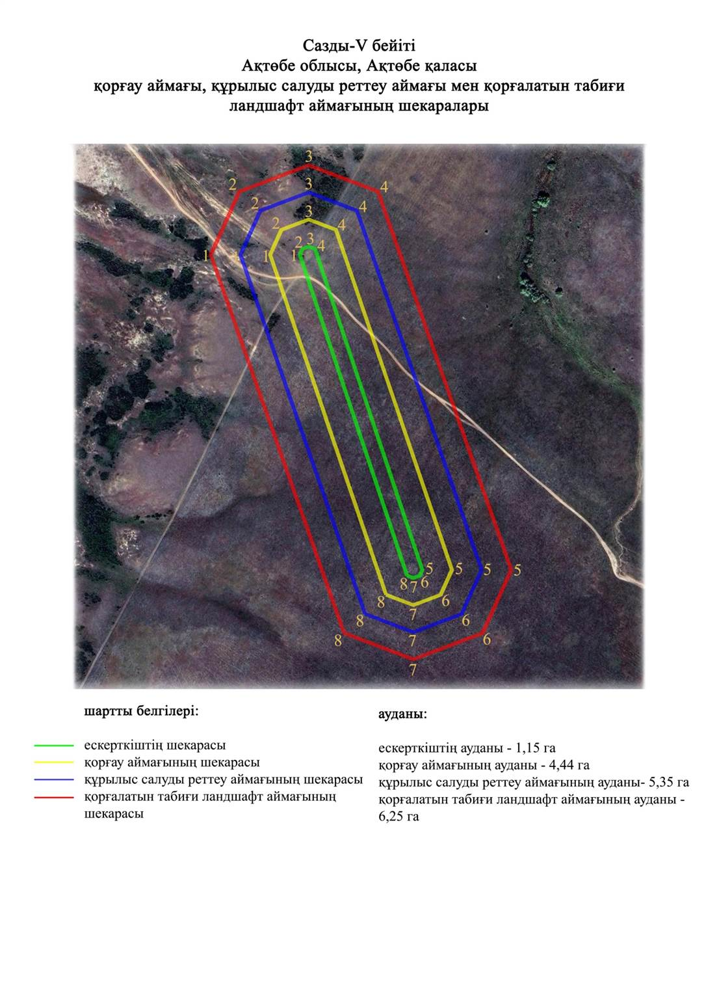 Сазды-V бейіті
Ақтөбе облысы, Ақтөбе қаласы
қорғау аймағы, құрылыс салуды реттеу аймағы мен қорғалатын табиғи
ландшафт аймағының шекаралары
3
2
4
3
2
4
3
2
4
3
2
4
1
1
1
1
5
5
5
5
8
7
6
8
6
7
8
6
7
8
6
7
шартты белгілері:
ескерткіштің шекарасы
қорғау аймағының шекарасы
құрылыс салуды реттеу аймағының шекарасы
қорғалатын табиғи ландшафт аймағының
шекарасы
ауданы:
ескерткіштің ауданы - 1,15 га
қорғау аймағының ауданы - 4,44 га
құрылыс салуды реттеу аймағының ауданы- 5,35 га
қорғалатын табиғи ландшафт аймағының ауданы -
6,25 га